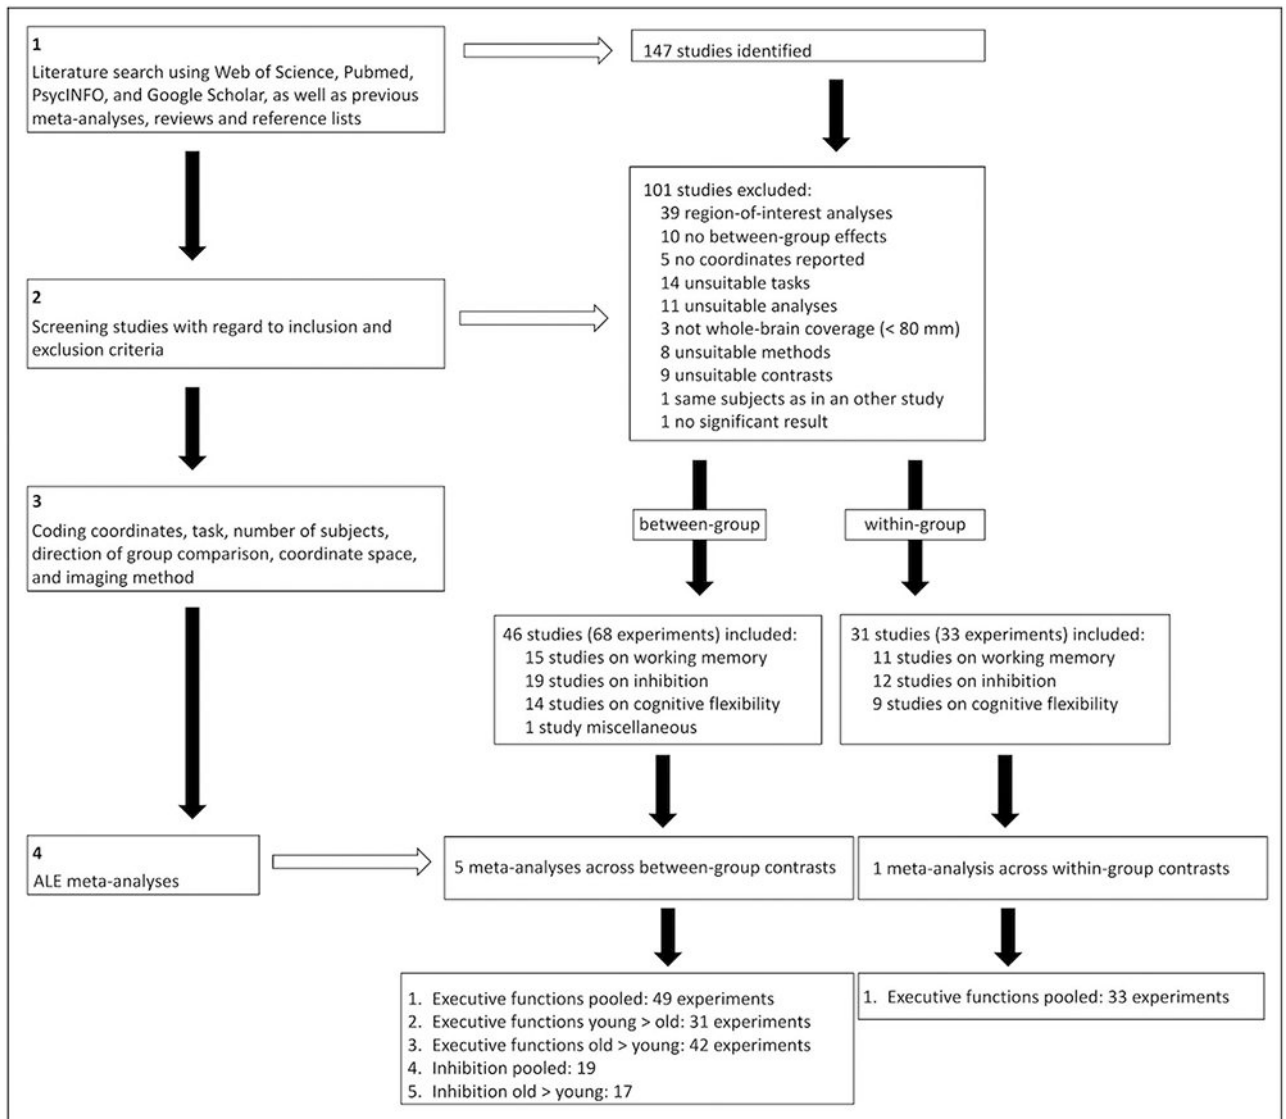 1
Literature search using Web of Science, Pubmed,
PsycINFO, and Google Scholar, as well as previous
meta-analyses, reviews and reference lists
147 studies identified
101 studies excluded:
39 region-of-interest analyses
10 no between-group effects
5 no coordinates reported
14 unsuitable tasks
11 unsuitable analyses
3 not whole-brain coverage (< 80 mm)
8 unsuitable methods
9 unsuitable contrasts
1 same subjects as in an other study
1 no significant result
2
Screening studies with regard to inclusion and
exclusion criteria
3
Coding coordinates, task, number of subjects,
direction of group comparison, coordinate space,
and imaging method
between-group
within-group
46 studies (68 experiments) included:
15 studies on working memory
19 studies on inhibition
14 studies on cognitive flexibility
1 study miscellaneous
31 studies (33 experiments) included:
11 studies on working memory
12 studies on inhibition
9 studies on cognitive flexibility
4
ALE meta-analyses
5 meta-analyses across between-group contrasts
1 meta-analysis across within-group contrasts
1. Executive functions pooled: 49 experiments
2. Executive functions young > old: 31 experiments
3. Executive functions old > young: 42 experiments
4. Inhibition pooled: 19
5. Inhibition old > young: 17
1. Executive functions pooled: 33 experiments